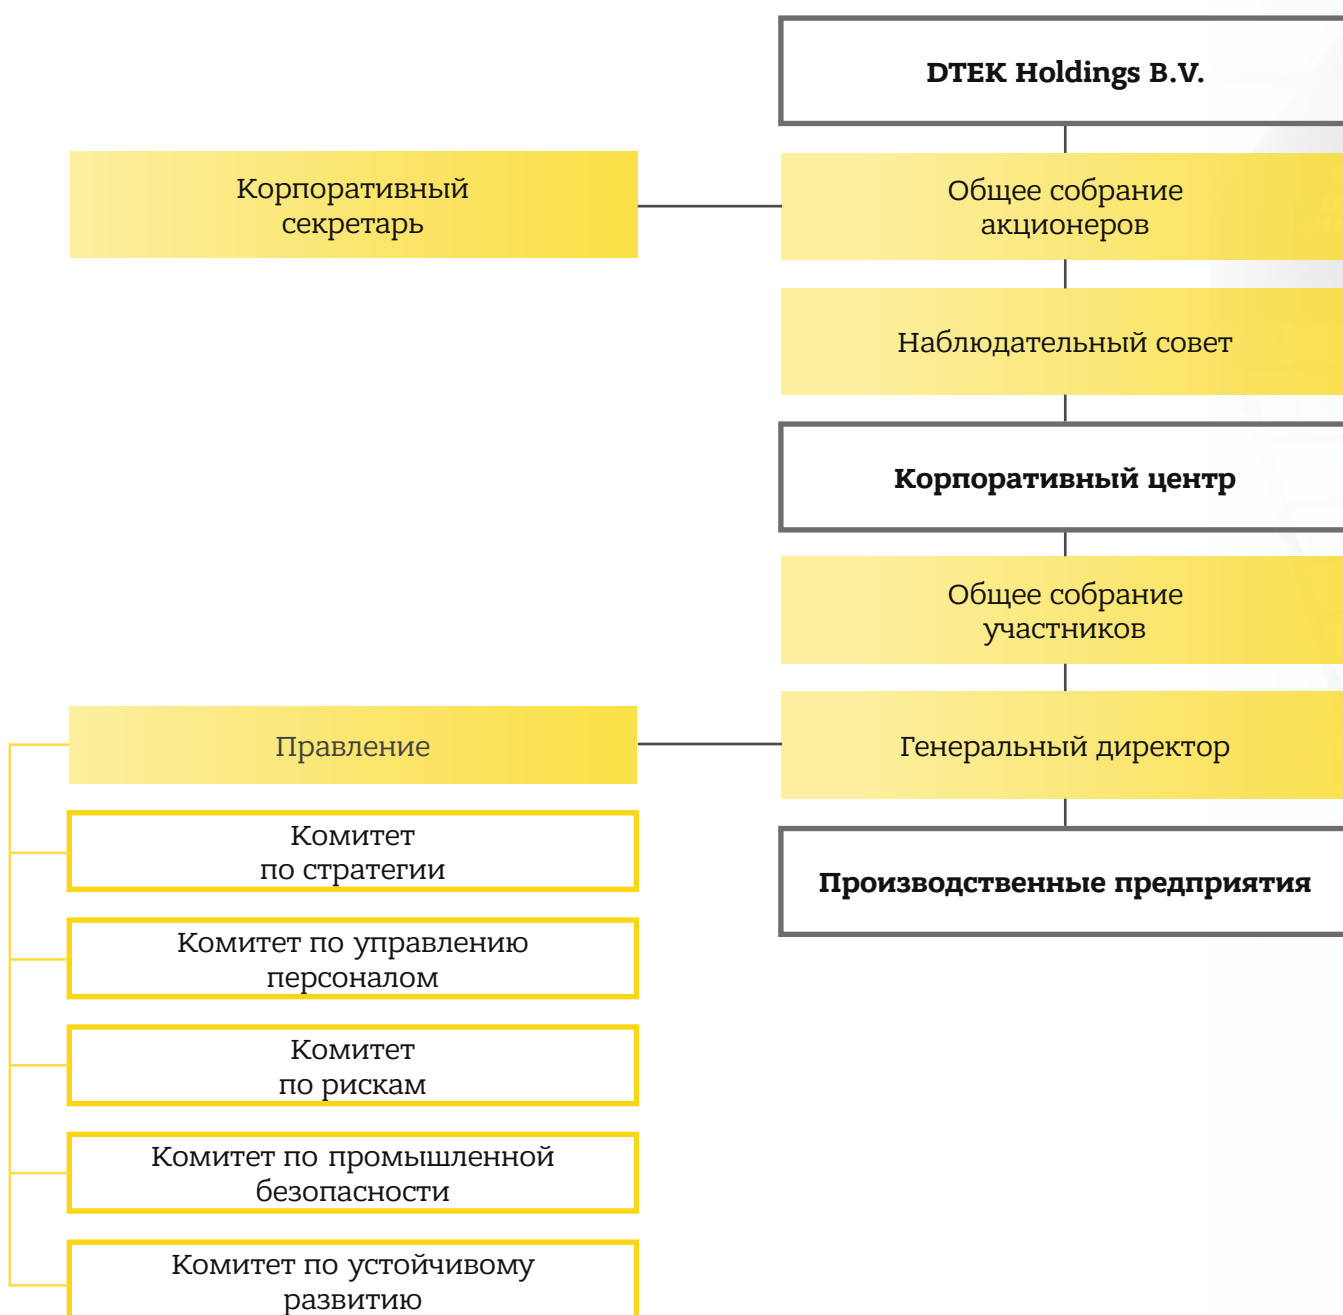 DTEK Holdings B.V.
Корпоративный
секретарь
Общее собрание
акционеров
Наблюдательный совет
Корпоративный центр
Общее собрание
участников
Правление
Генеральный директор
Комитет
по стратегии
Производственные предприятия
Комитет по управлению
персоналом
Комитет
по рискам
Комитет по промышленной
безопасности
Комитет по устойчивому
развитию